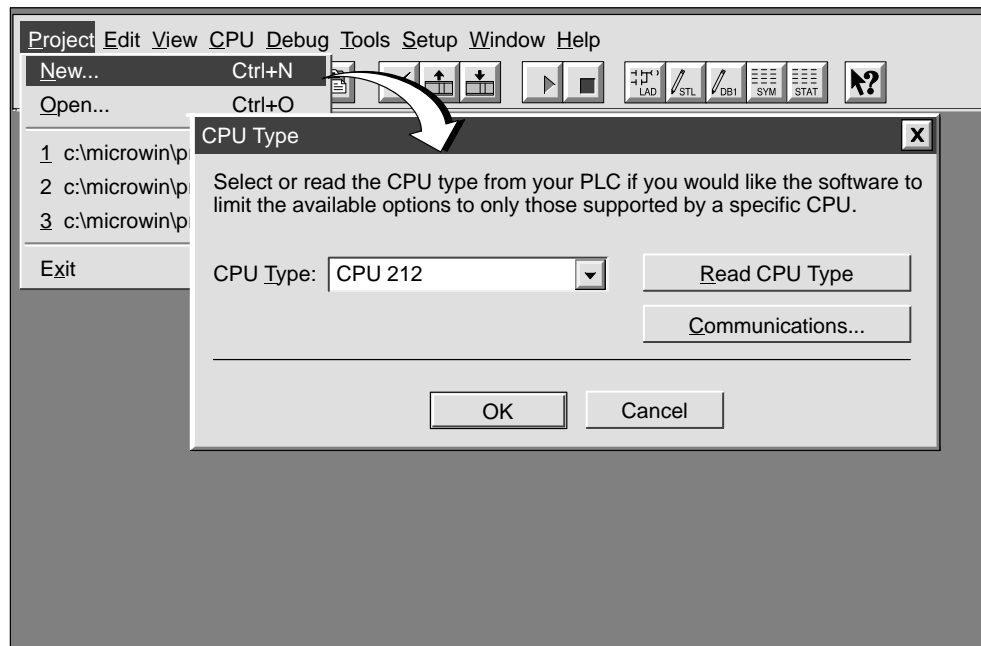 Project Edit View CPU Debug Tools Setup Window Help
New... Ctrl+N
Open... Ctrl+O
LAD STL DB1 SYM STAT ?
CPU Type X
1 c:\microwin\p
2 c:\microwin\p
3 c:\microwin\p
Exit
Select or read the CPU type from your PLC if you would like the software to
limit the available options to only those supported by a specific CPU.
CPU Type: CPU 212
Read CPU Type
Communications...
OK Cancel